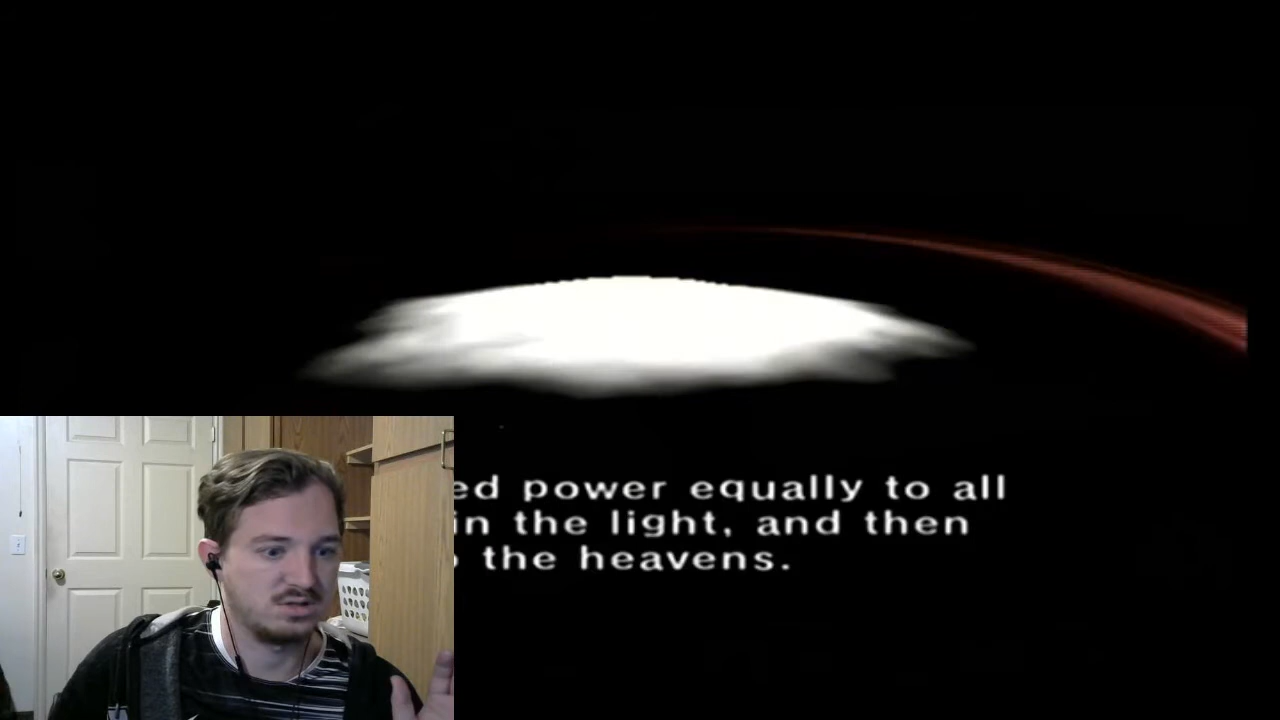 ed power equally to all
in the light, and then
the heavens.